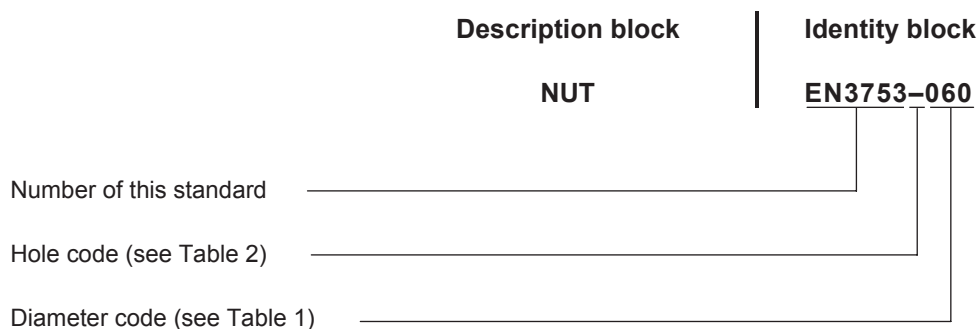 Description block Identity block
NUT EN3753–060
Number of this standard
Hole code (see Table 2)
Diameter code (see Table 1)